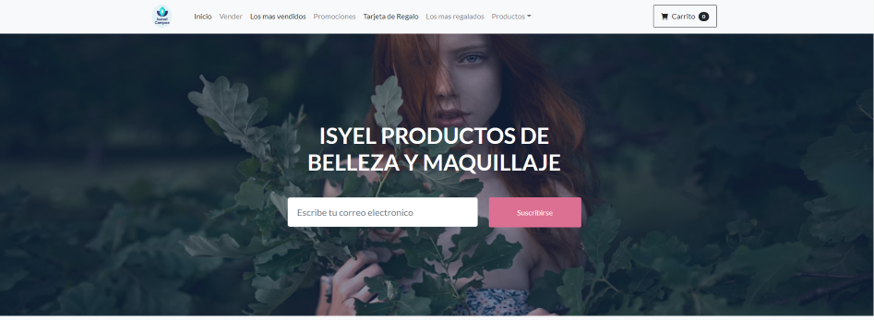 Inicio Vender Los mas vendidos Promociones Tarjeta de Regalo Los mas regalados Productos Carrito 0
ISYEL PRODUCTOS DE
BELLEZA Y MAQUILLAJE
Escribe tu correo electronico Suscribirse